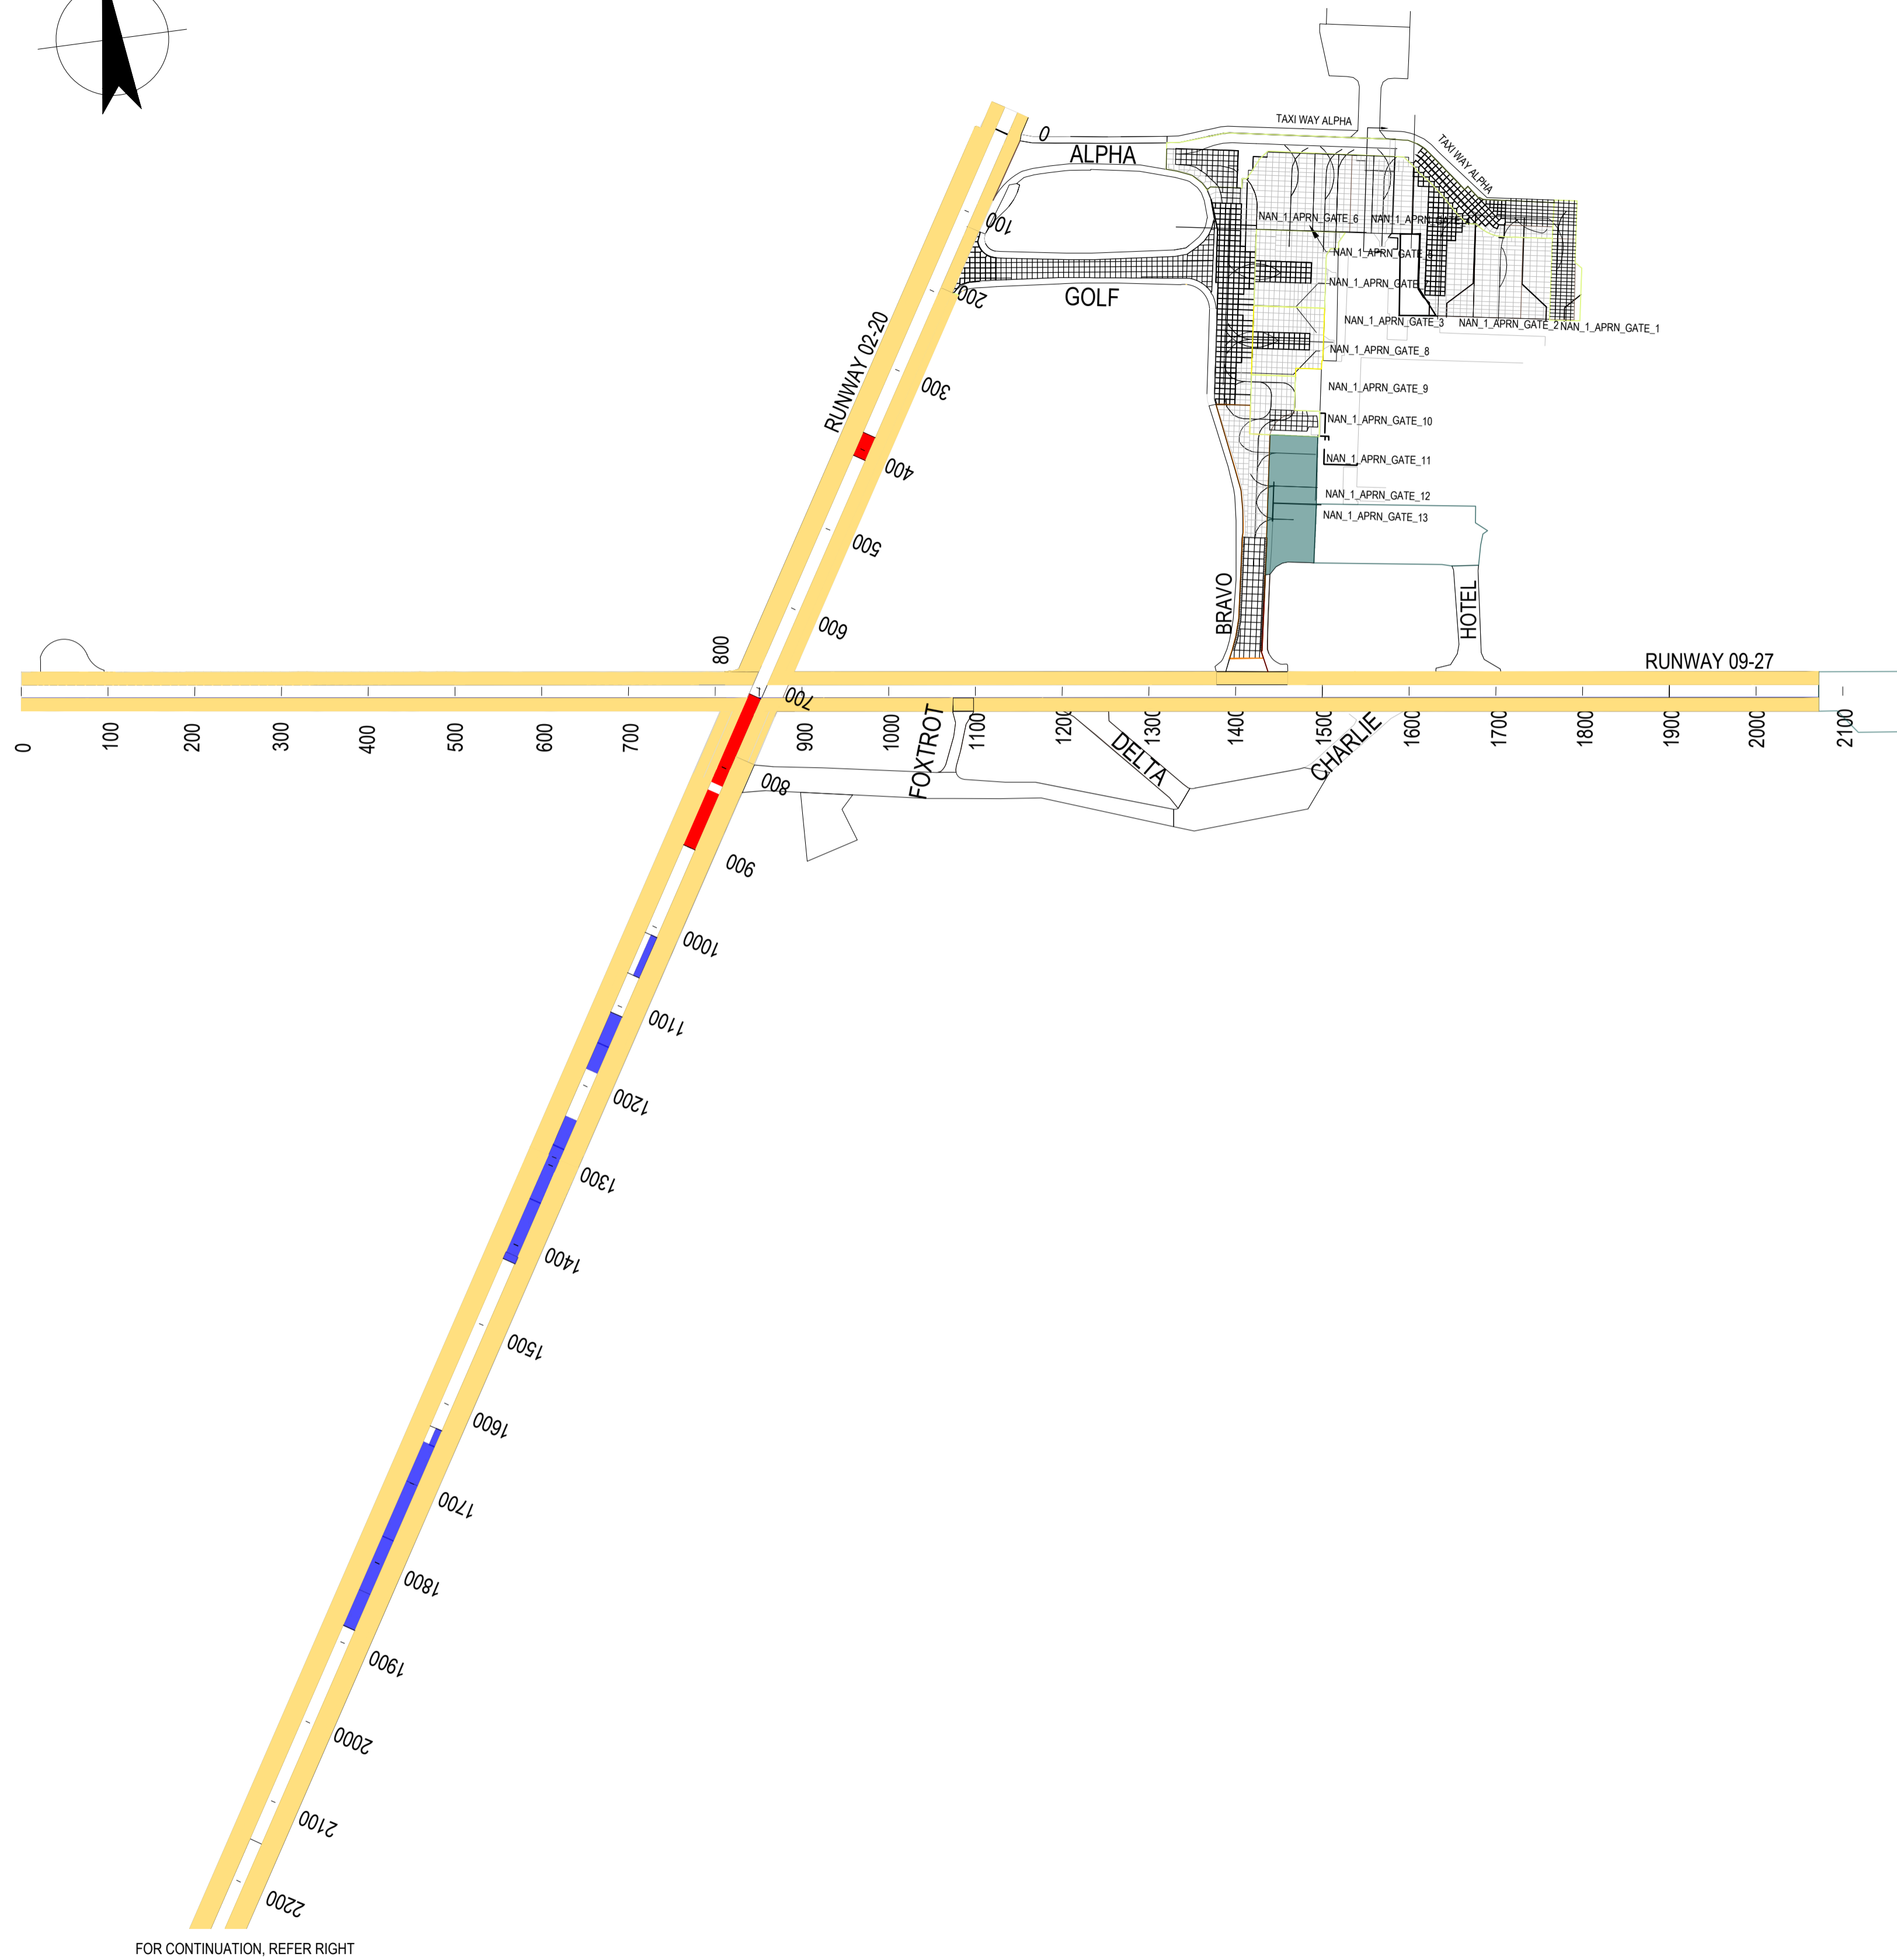 TAXI WAY ALPHA
TAXI WAY ALPHA
ALPHA
GOLF
RUNWAY 02-20
0
100
200
300
400
500
600
700
800
900
1000
1100
1200
1300
1400
1500
1600
1700
1800
1900
2000
2100
2200
NAN_1_APRN_GATE_6
NAN_1_APRN_GATE
NAN_1_APRN_GATE
NAN_1_APRN_GATE
NAN_1_APRN_GATE_3
NAN_1_APRN_GATE_2
NAN_1_APRN_GATE_1
NAN_1_APRN_GATE_8
NAN_1_APRN_GATE_9
NAN_1_APRN_GATE_10
NAN_1_APRN_GATE_11
NAN_1_APRN_GATE_12
NAN_1_APRN_GATE_13
BRAVO
HOTEL
RUNWAY 09-27
0
100
200
300
400
500
600
700
800
900
1000
1100
1200
1300
1400
1500
1600
1700
1800
1900
2000
2100
FOXTROT
DELTA
CHARLIE
FOR CONTINUATION, REFER RIGHT